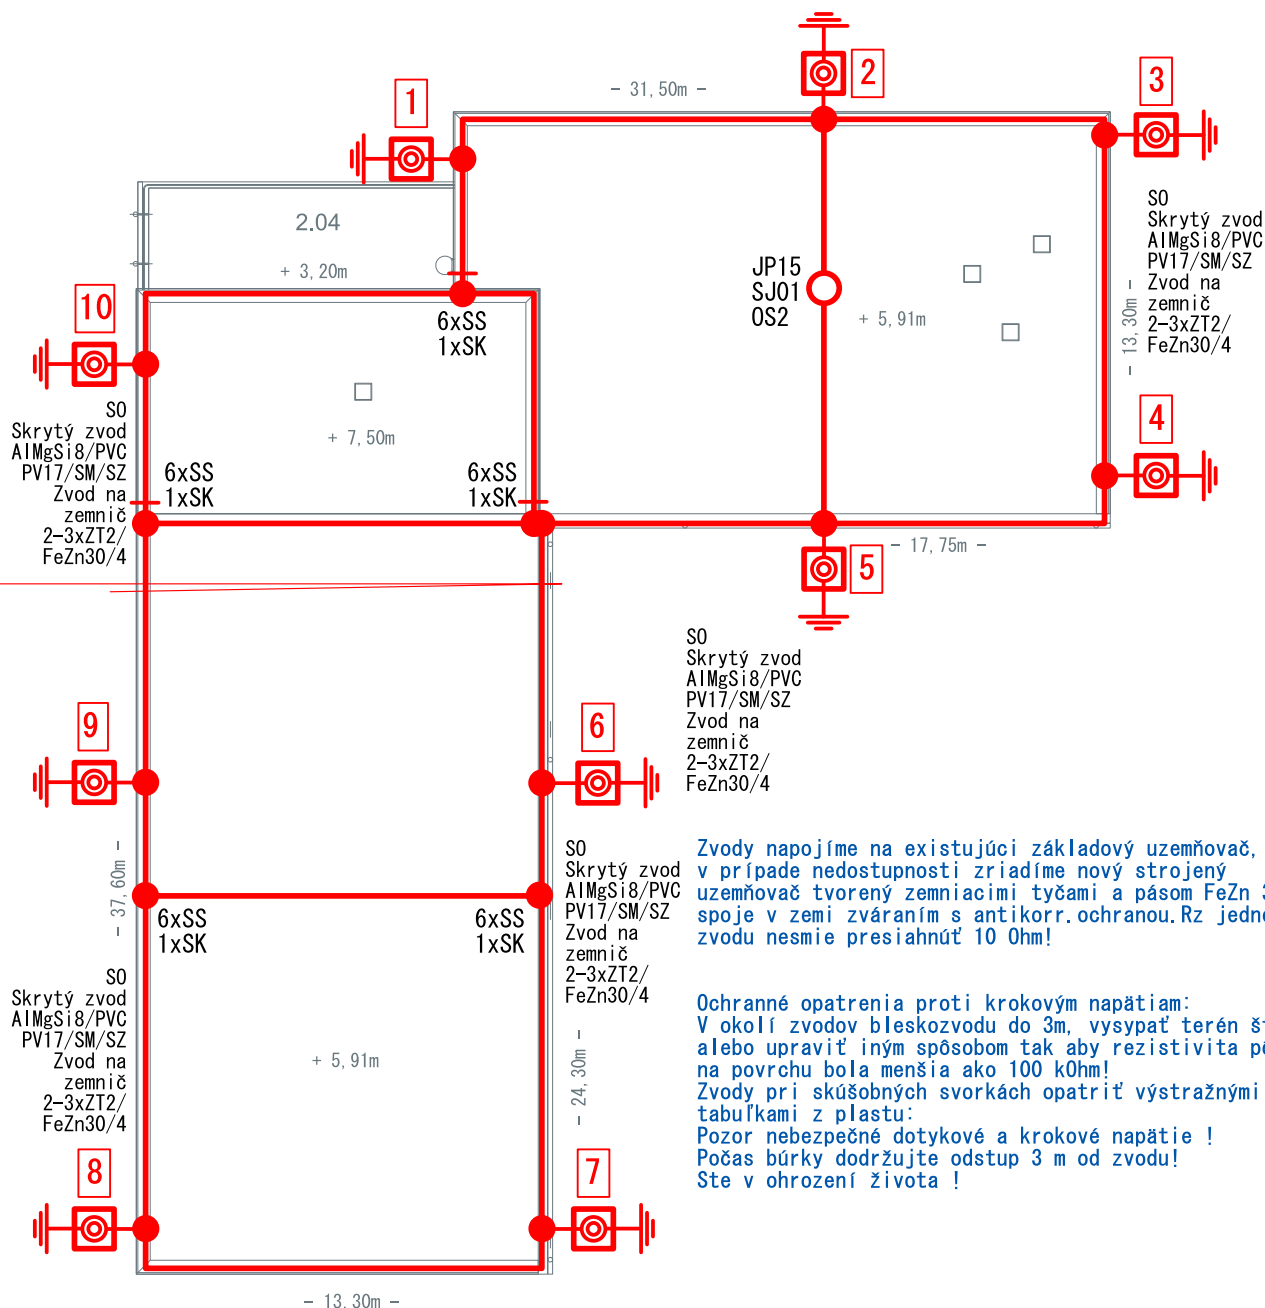 2
3
- 31,50m -
1
SO
Skrytý zvod
AlMgSi8/PVC
PV17/SM/SZ
Zvod na
zemnič
2-3xZT2/
FeZn30/4
2.04
+ 3,20m
JP15
SJ01
OS2
+ 5,91m
- 13,30m -
10
6xSS
1xSK
4
SO
Skrytý zvod
AlMgSi8/PVC
PV17/SM/SZ
Zvod na
zemnič
2-3xZT2/
FeZn30/4
+ 7,50m
6xSS
1xSK
6xSS
1xSK
- 17,75m -
5
SO
Skrytý zvod
AlMgSi8/PVC
PV17/SM/SZ
Zvod na
zemnič
2-3xZT2/
FeZn30/4
9
6
- 37,60m -
SO
Skrytý zvod
AlMgSi8/PVC
PV17/SM/SZ
Zvod na
zemnič
2-3xZT2/
FeZn30/4
6xSS
1xSK
6xSS
1xSK
Zvody napojíme na existujúci základový uzemňovač,
v prípade nedostupnosti zriadíme nový strojený
uzemňovač tvorený zemniacimi tyčami a pásom FeZn
spoje v zemi zváraním s antikorr.ochranou.Rz
zvodu nesmie presiahnúť 10 Ohm!
SO
Skrytý zvod
AlMgSi8/PVC
PV17/SM/SZ
Zvod na
zemnič
2-3xZT2/
FeZn30/4
+ 5,91m
- 24,30m -
Ochranné opatrenia proti krokovým napätiam:
V okolí zvodov bleskozvodu do 3m, vysypať terén
alebo upraviť iným spôsobom tak aby rezistivita
na povrchu bola menšia ako 100 kOhm!
Zvody pri skúšobných svorkách opatriť výstražnými
tabuľkami z plastu:
Pozor nebezpečné dotykové a krokové napätie !
Počas búrky dodržujte odstup 3 m od zvodu!
Ste v ohrození života !
8
7
- 13,30m -